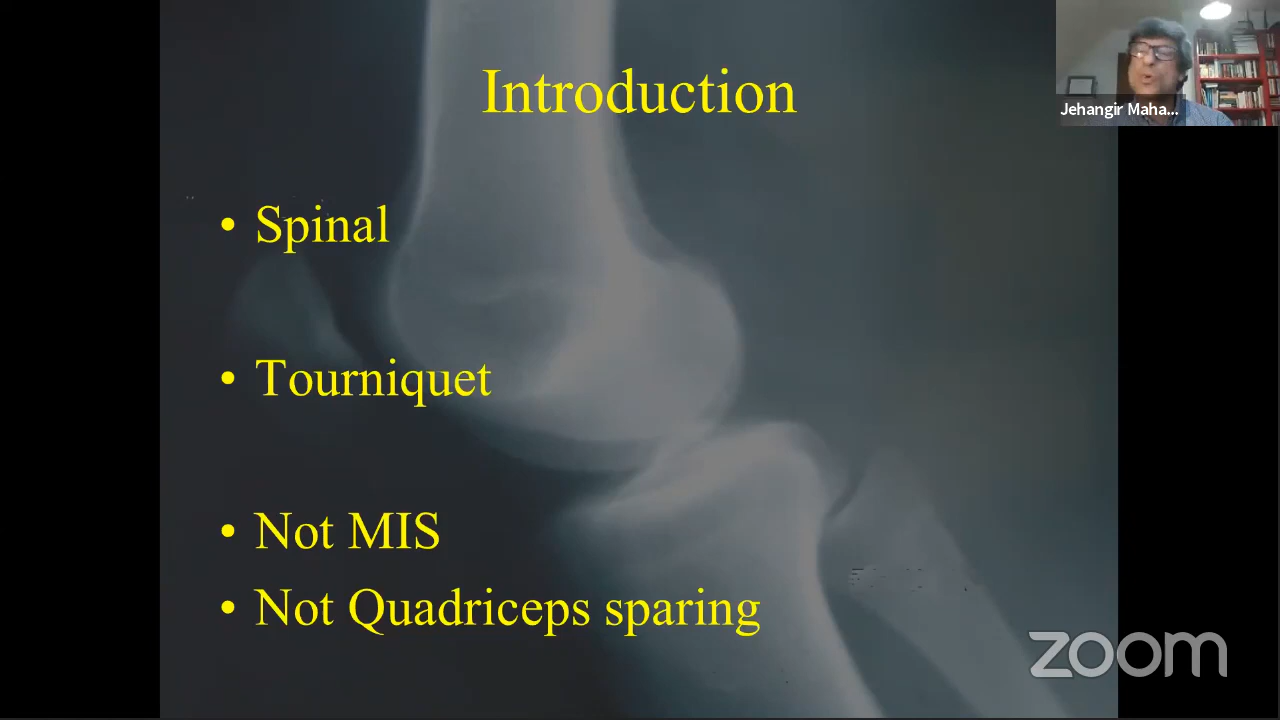 Introduction
Jehangir Maha...
• Spinal
• Tourniquet
• Not MIS
• Not Quadriceps sparing
zoom